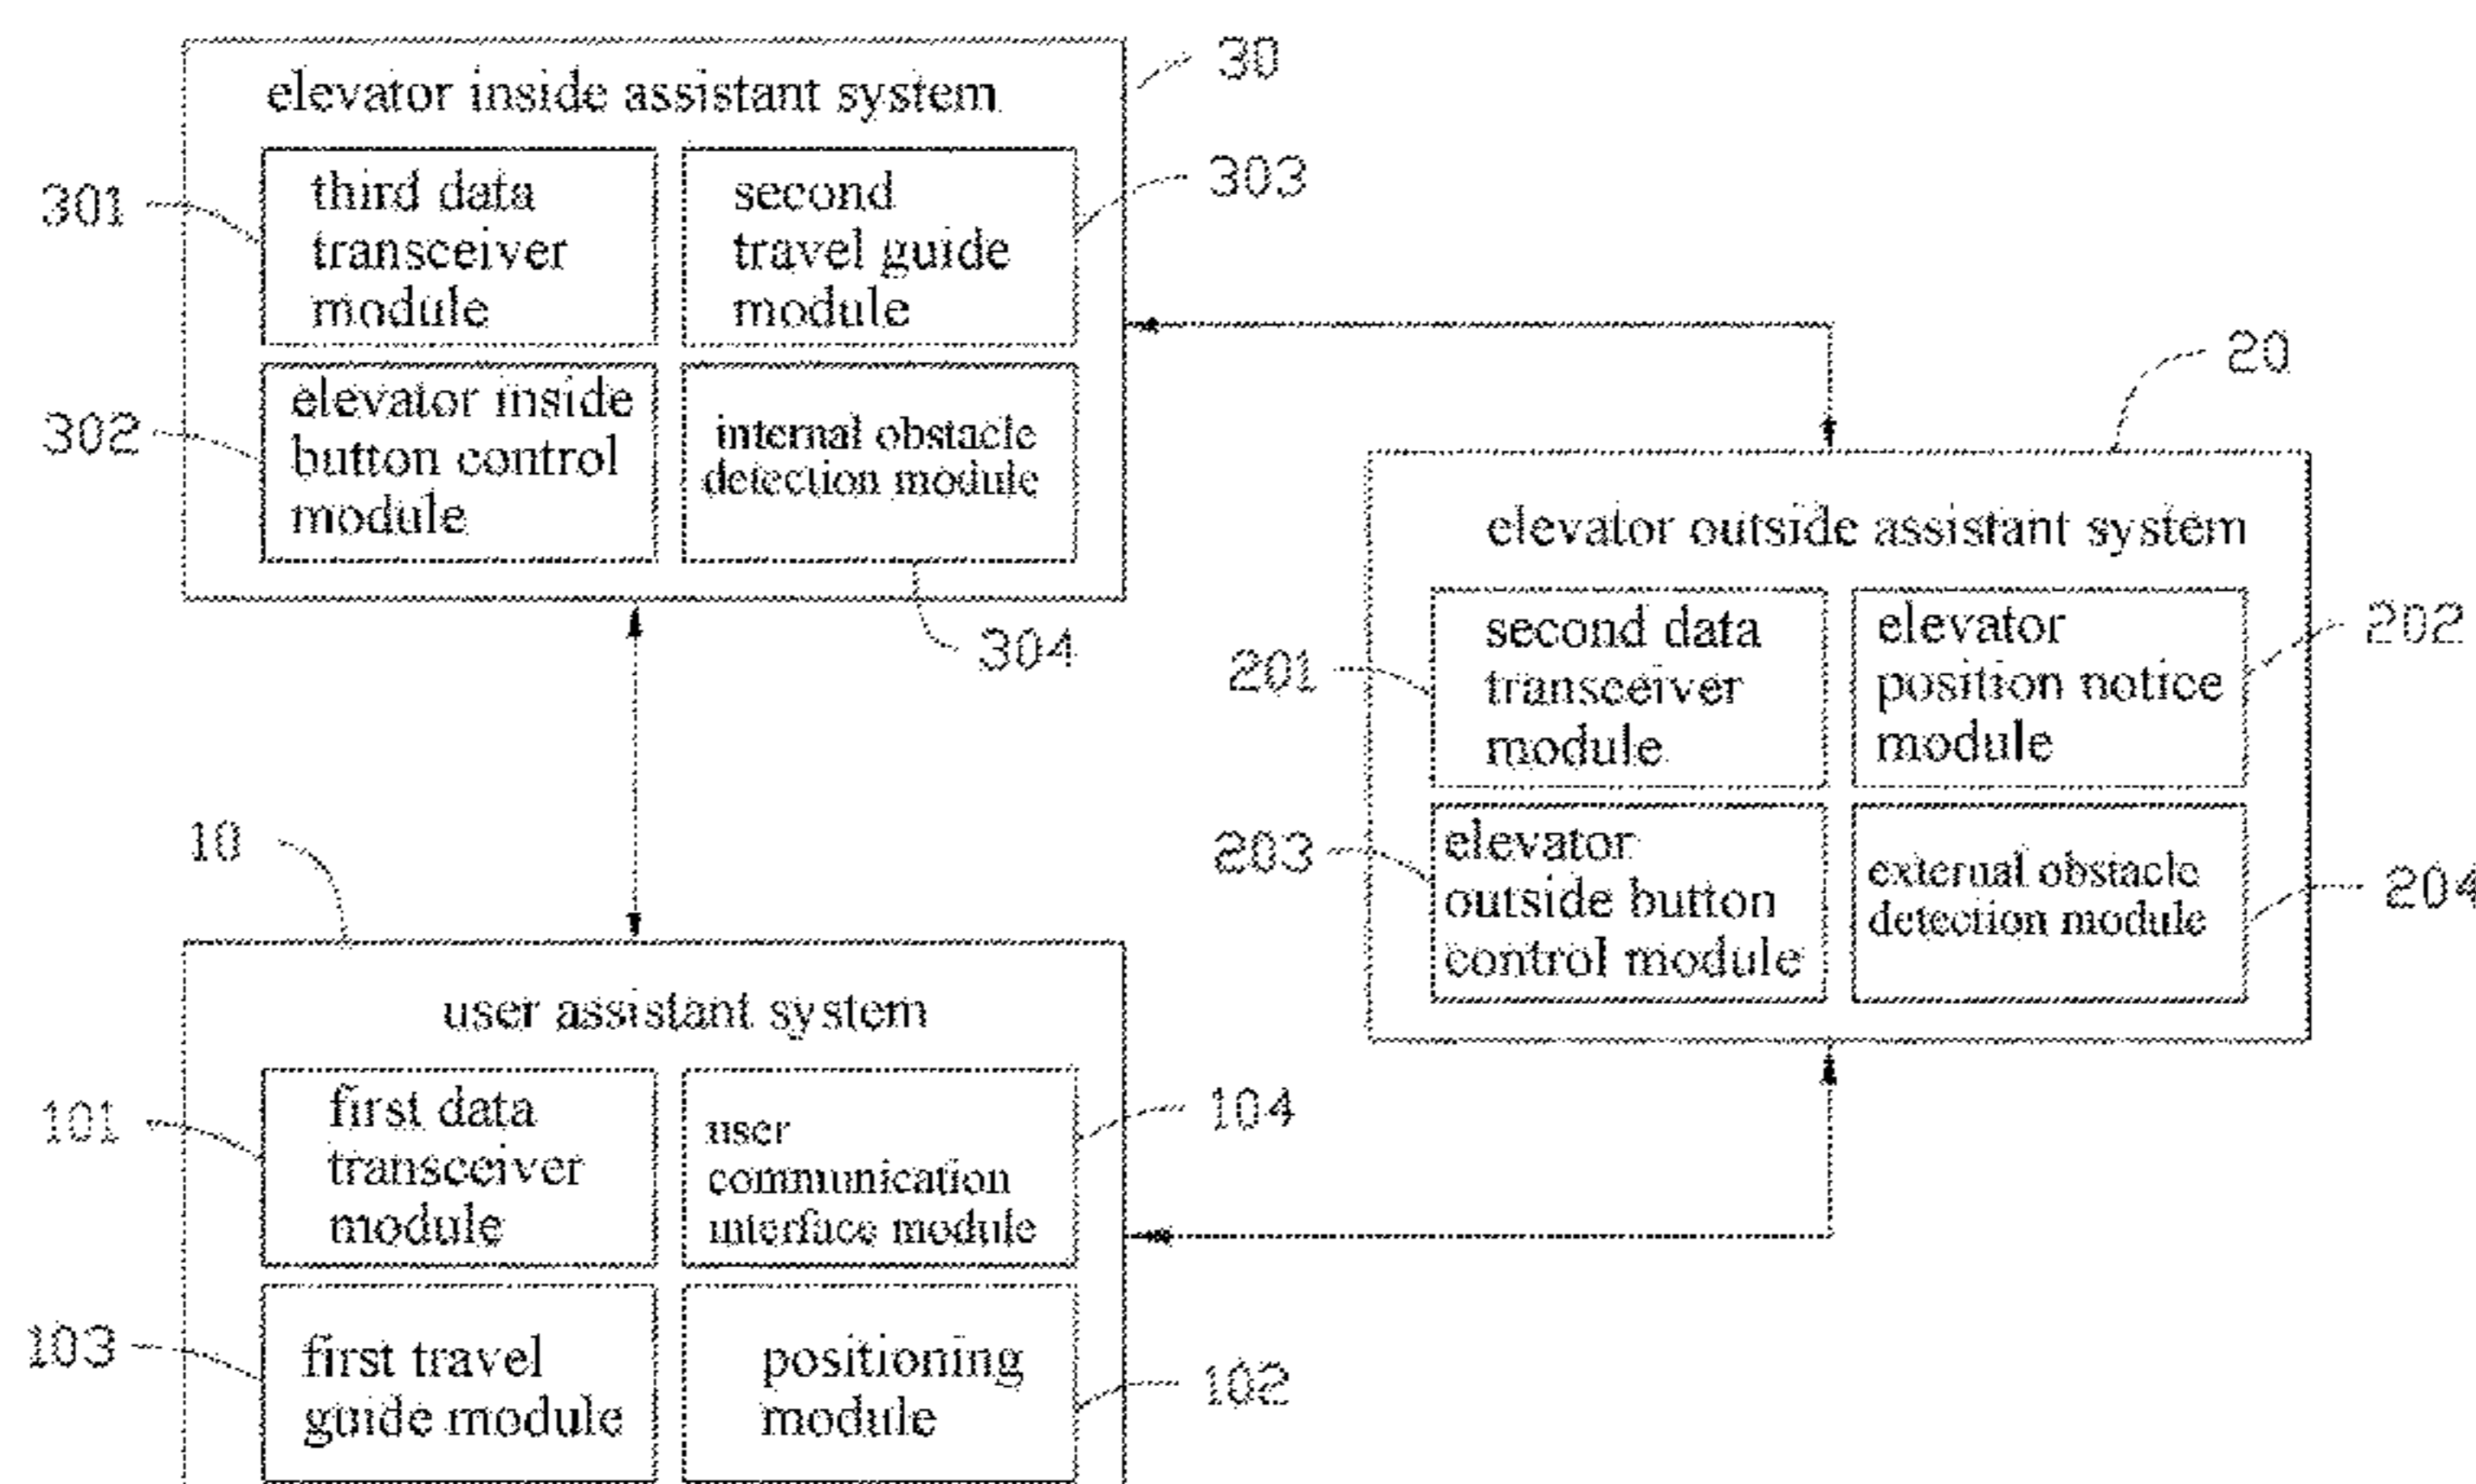 30
elevator inside assistant system
301
third data
transceiver
module
second
travel guide
module
303
302
elevator inside
button control
module
internal obstacle
detection module
304
20
elevator outside assistant system
201
second data
transceiver
module
elevator
position notice
module
202
203
elevator
outside button
control module
external obstacle
detection module
204
10
user assistant system
101
first data
transceiver
module
user
communication
interface module
104
103
first travel
guide module
positioning
module
102